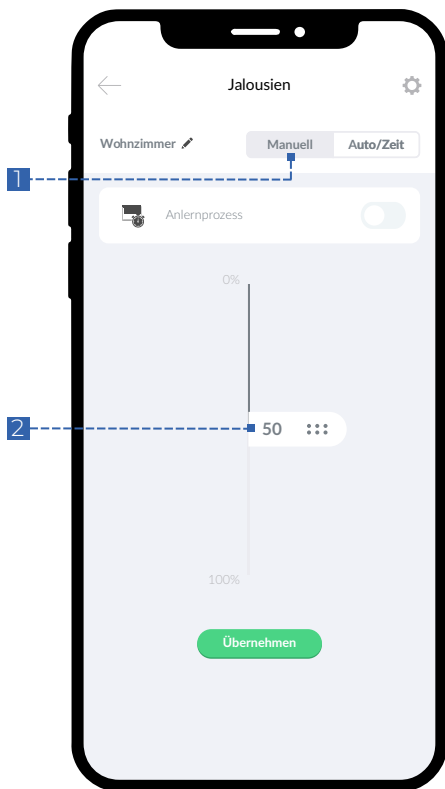 Jalousien
Wohnzimmer
Manuell
Auto/Zeit
1
Anlernprozess
0%
2
50
100%
Übernehmen